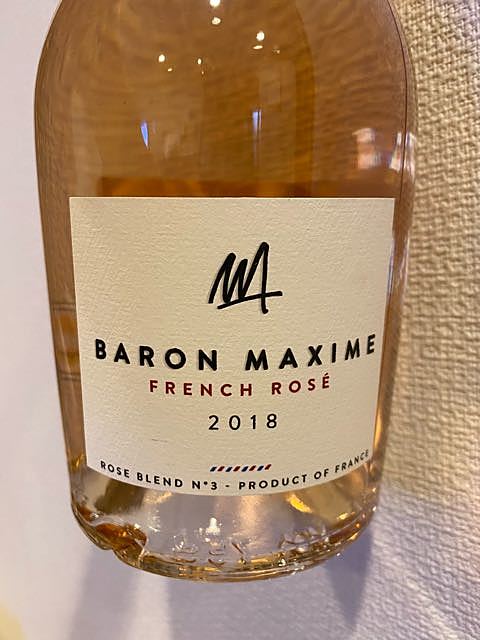 BARON MAXIME
FRENCH ROSÉ
2018
ROSE BLEND N°3 - PRODUCT OF FRANCE